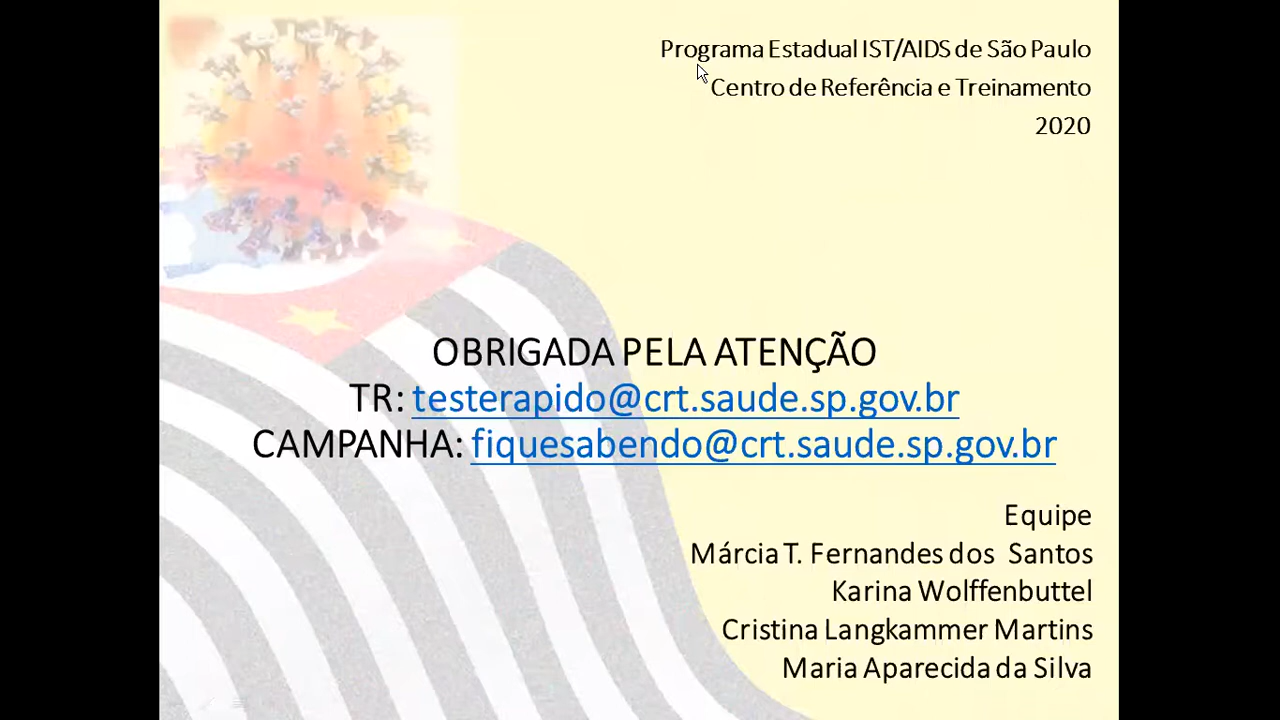 Programa Estadual IST/AIDS de São Paulo
Centro de Referência e Treinamento
2020
OBRIGADA PELA ATENÇÃO
TR: testerapido@crt.saude.sp.gov.br
CAMPANHA: fiquesabendo@crt.saude.sp.gov.br
Equipe
Márcia T. Fernandes dos Santos
Karina Wolffenbuttel
Cristina Langkammer Martins
Maria Aparecida da Silva